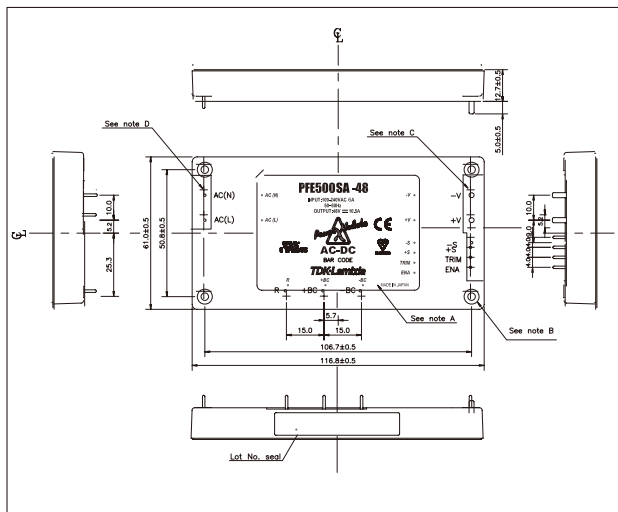 ℄
12.7±0.5
5.0±0.5
See note D
See note C
PFE500SA-48
INPUT:100-240VAC 6A
50-60Hz
OUTPUT:48V 10.5A
AC(N)
AC(L)
AC (N)
AC (L)
-V
+V
-S
+S
TRIM
ENA
-V
+V
-S
+S
TRIM
ENA
AC-DC
BAR CODE
TDK-Lambda
MADE IN JAPAN
R
+BC
-BC
R
+BC
-BC
61.0±0.5
50.8±0.5
10.0
5.2
25.3
℄
10.0
5.2
5.7
15.0
15.0
106.7±0.5
116.8±0.5
See note A
See note B
Lot No. seal